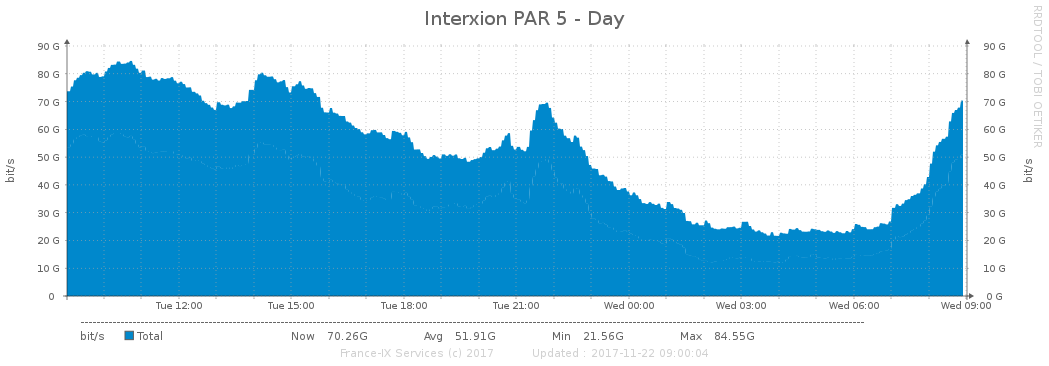 Interxion PAR 5 - Day
RRDTOOL / TOBI OETIKER
90 G 90 G
80 G 80 G
70 G 70 G
60 G 60 G
50 G 50 G
40 G 40 G
30 G 30 G
20 G 20 G
10 G 10 G
0 0 G
bit/s
bit/s
Tue 12:00 Tue 15:00 Tue 18:00 Tue 21:00 Wed 00:00 Wed 03:00 Wed 06:00 Wed 09:00
bit/s Total Now 70.26G Avg 51.91G Min 21.56G Max 84.55G
France-IX Services (c) 2017 Updated : 2017-11-22 09:00:04